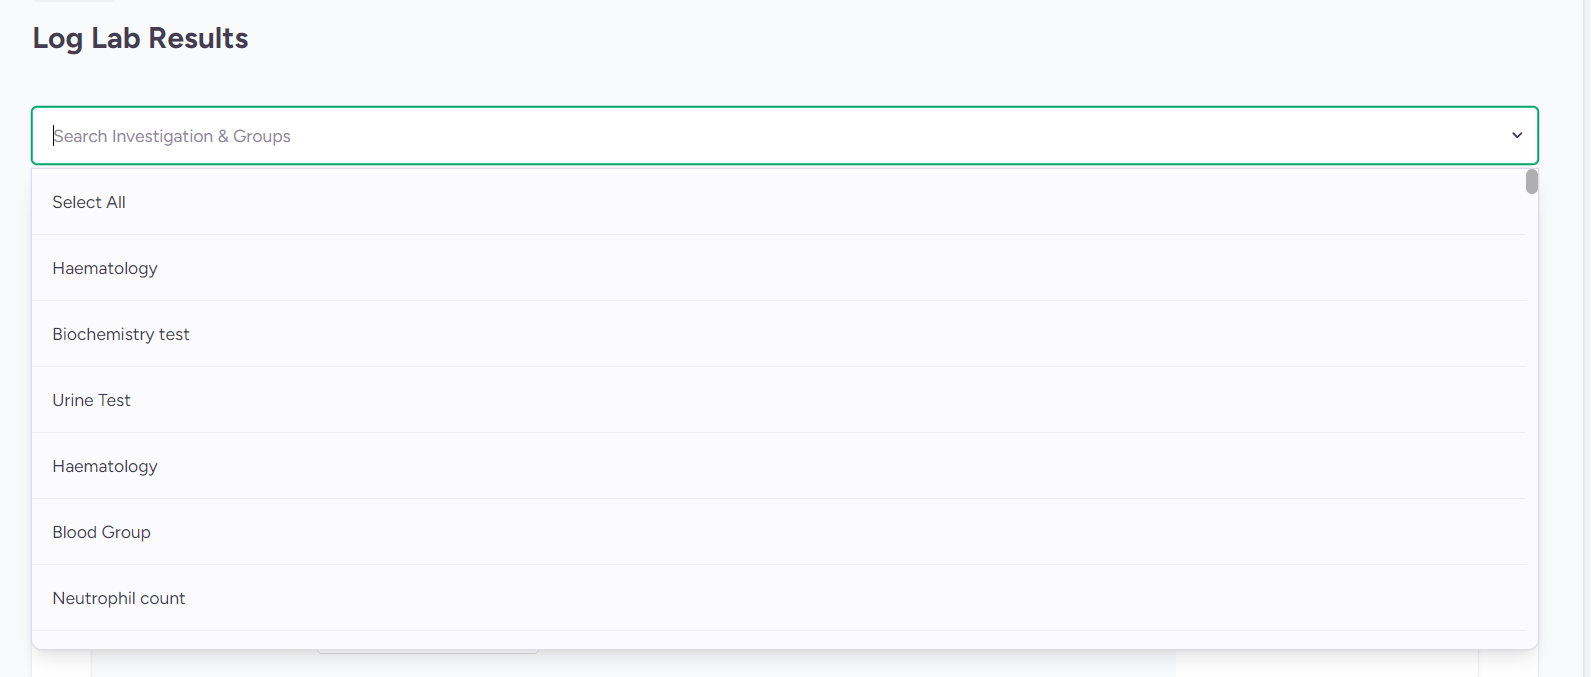 Log Lab Results
Search Investigation & Groups
Select All
Haematology
Biochemistry test
Urine Test
Haematology
Blood Group
Neutrophil count